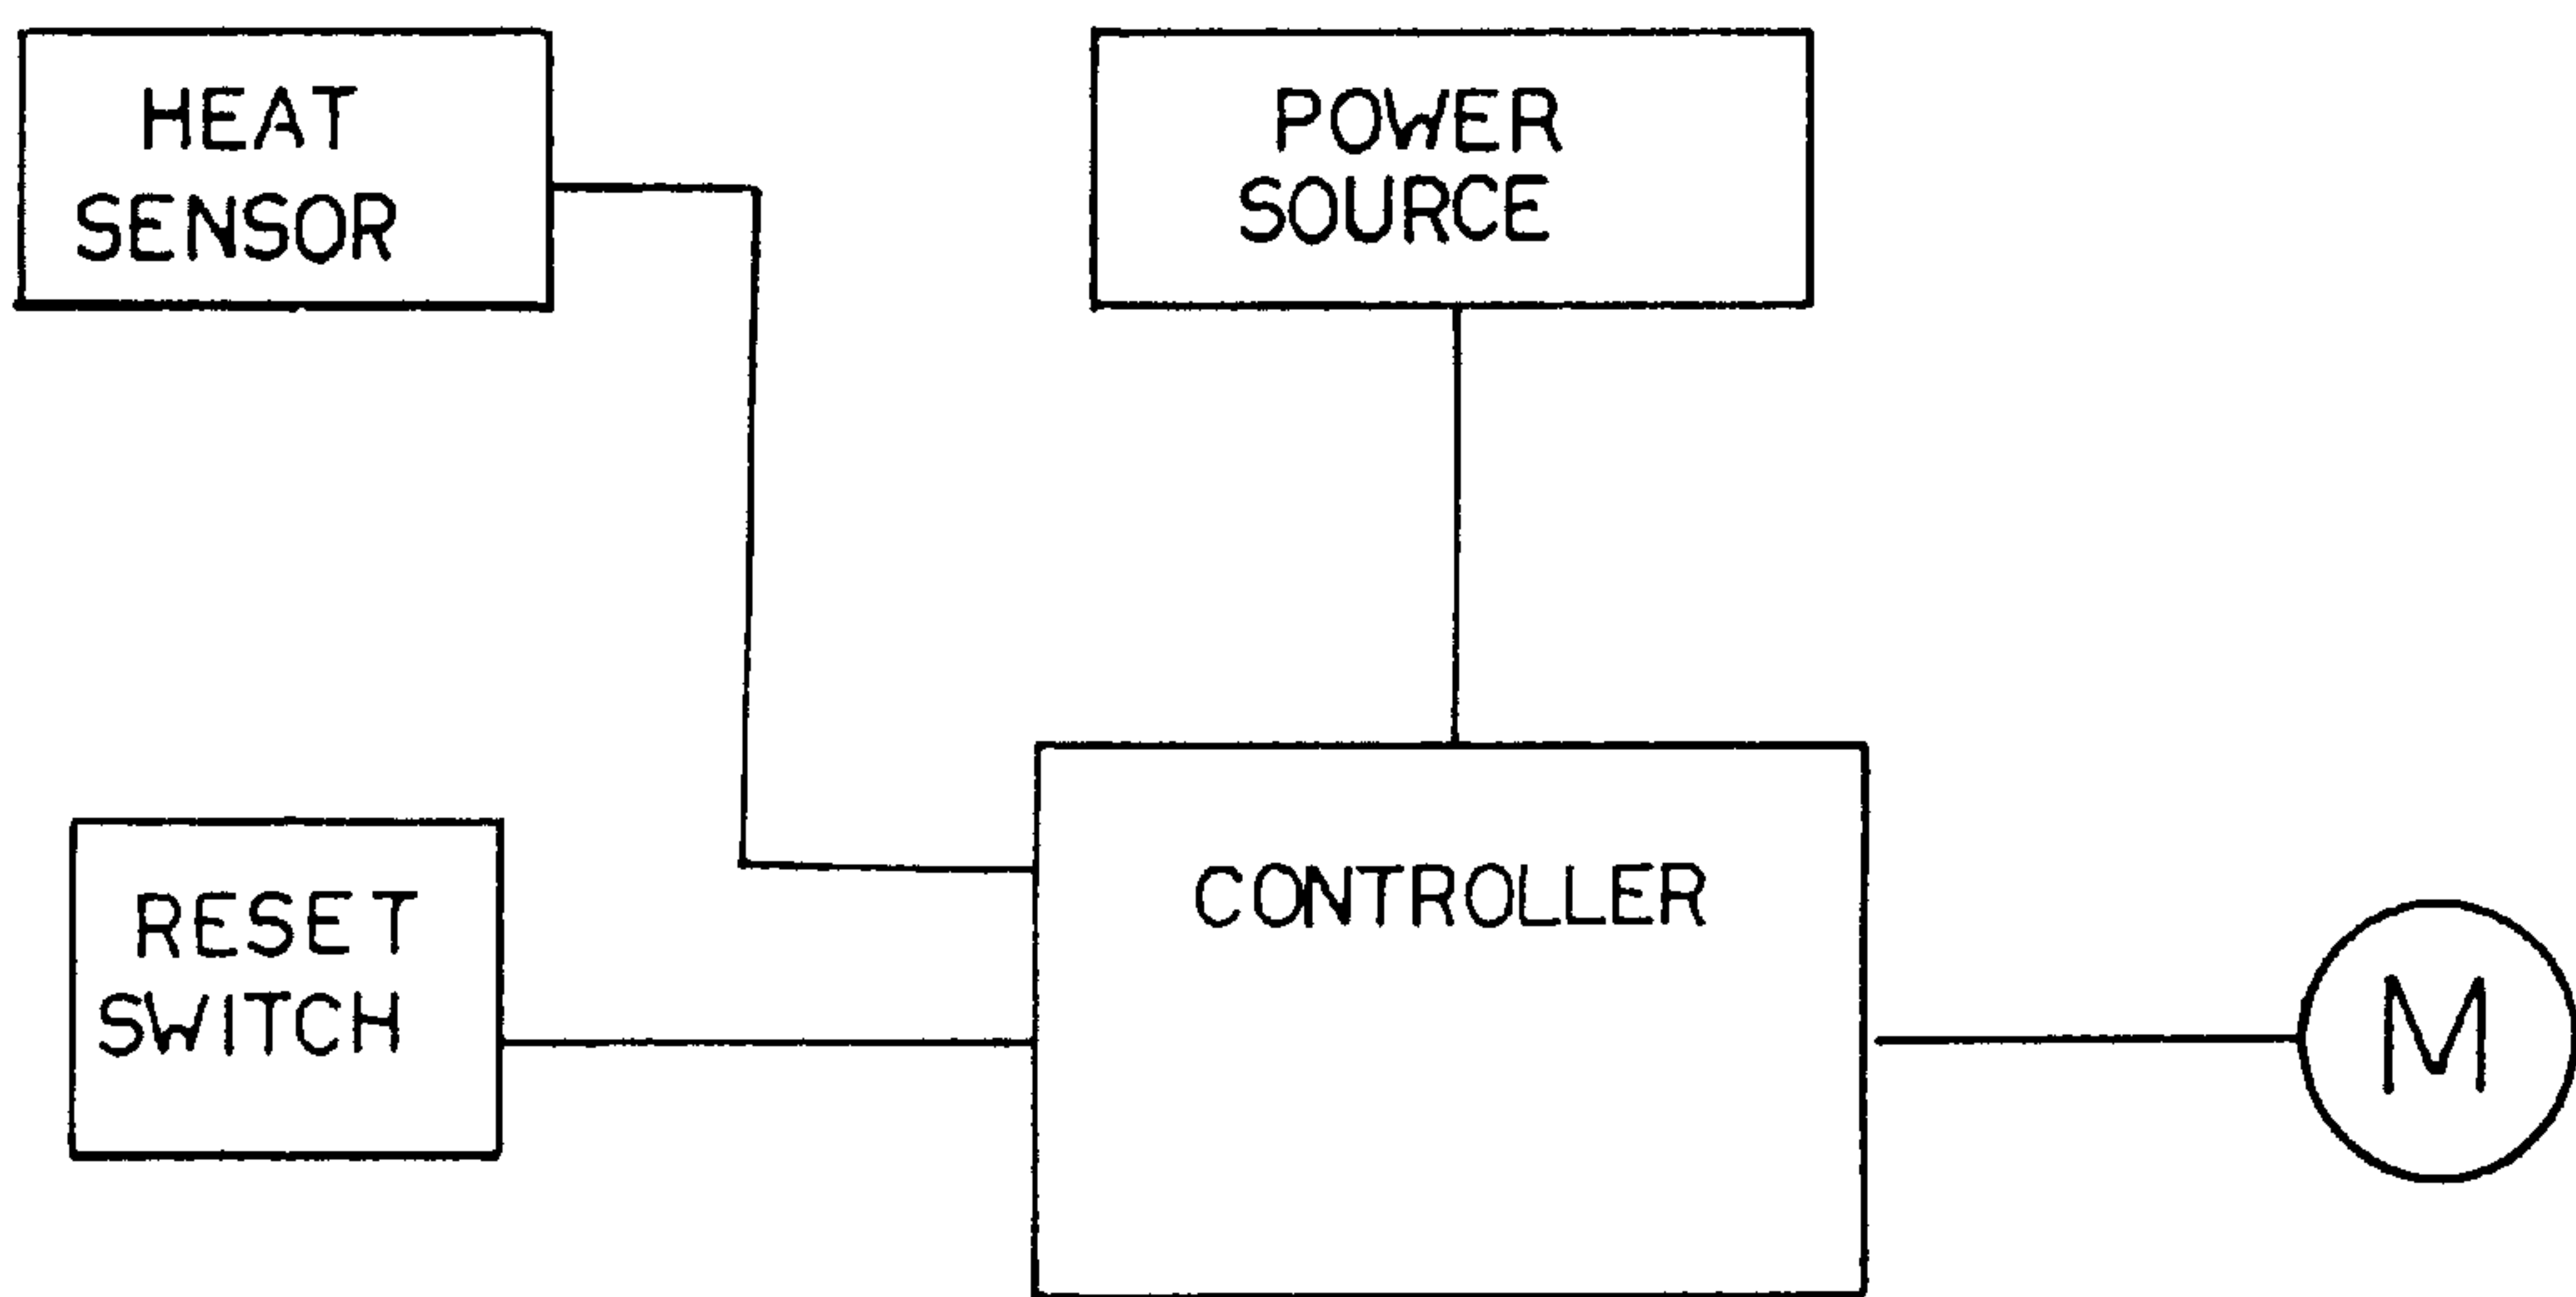 HEAT
SENSOR
POWER
SOURCE
RESET
SWITCH
CONTROLLER
M